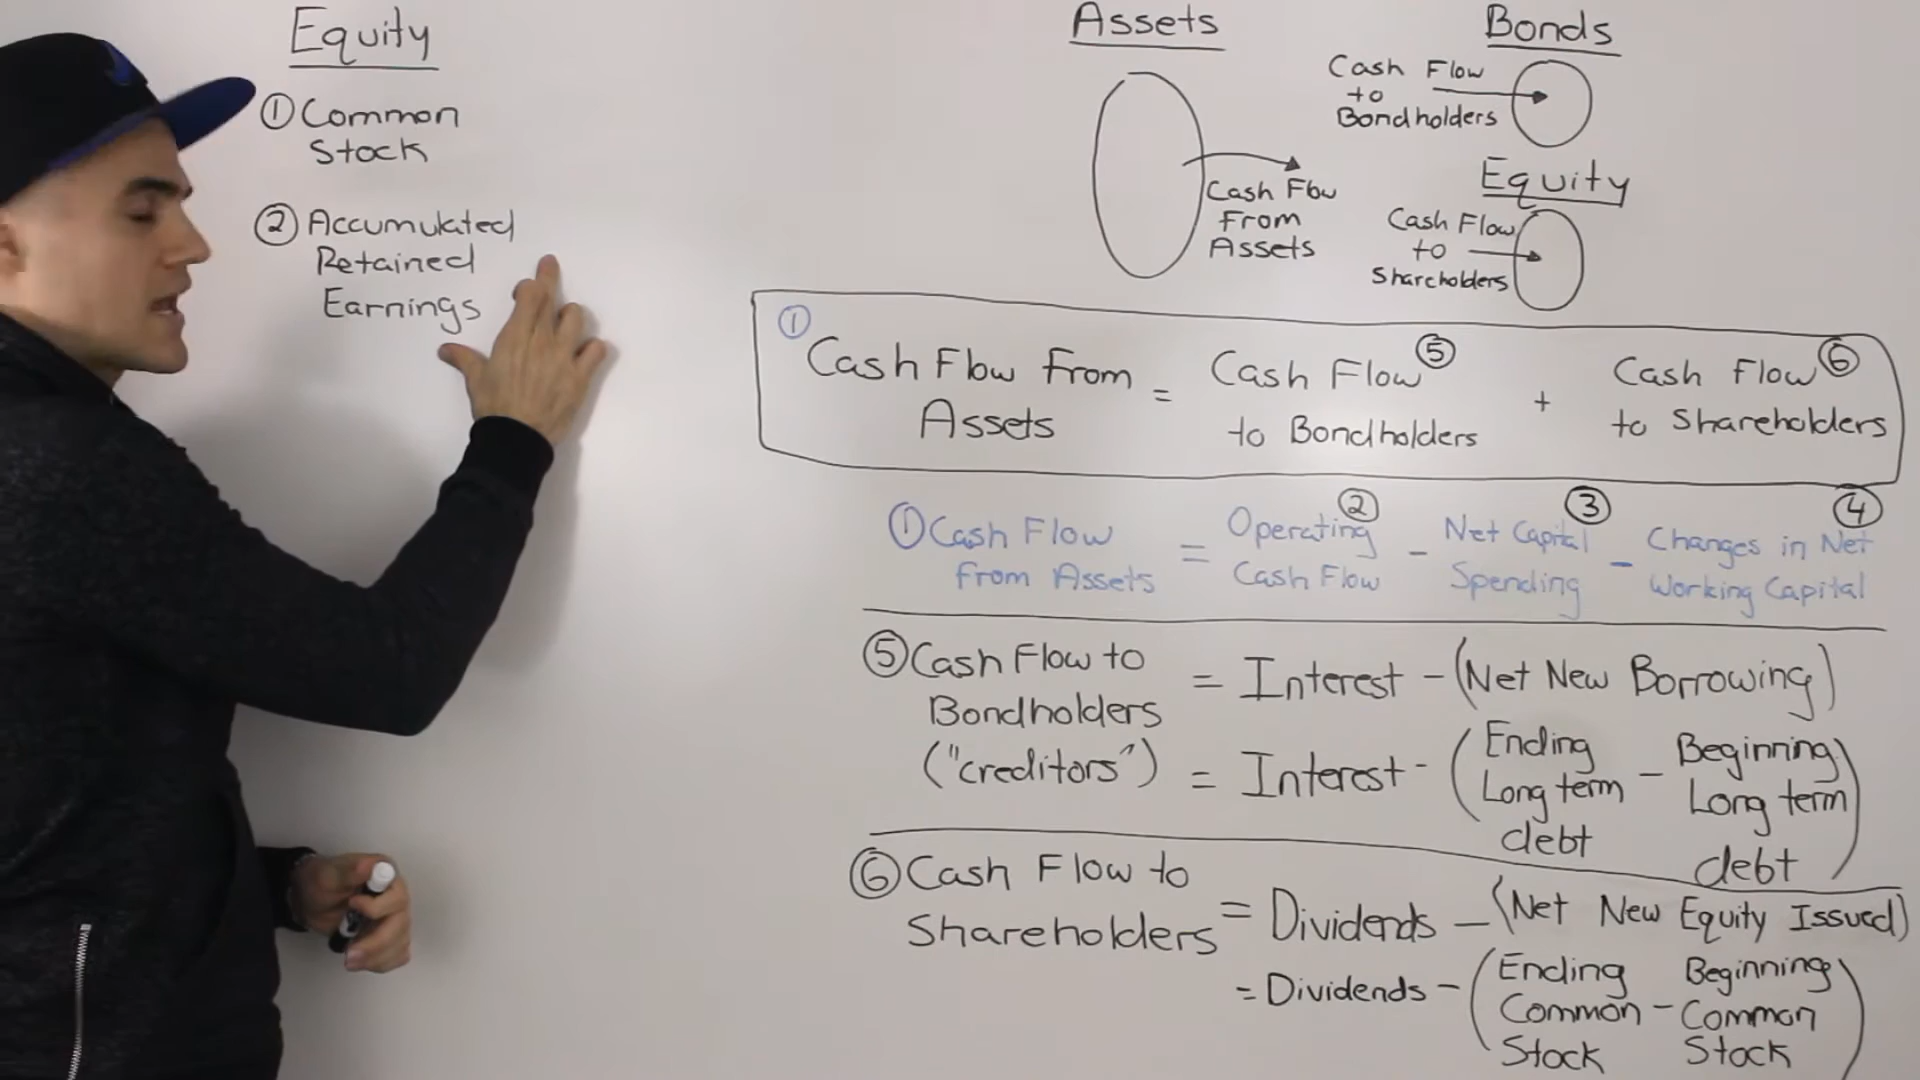 Equity
① Common
Stock
② Accumulated
Retained
Earnings
Assets
Cash Flow
From
Assets
Bonds
Cash Flow
to
Bondholders
Equity
Cash Flow
to
Shareholders
① Cash Flow From
Assets
=
Cash Flow ⑤
to Bondholders
+
Cash Flow ⑥
to Shareholders
① Cash Flow
from Assets
=
Operating ②
Cash Flow
-
Net Capital ③
Spending
-
Changes in Net ④
Working Capital
⑤ Cash Flow to
Bondholders
("creditors")
= Interest - (Net New Borrowing)
= Interest - (Ending Long term debt - Beginning Long term debt)
⑥ Cash Flow to
Shareholders
= Dividends - (Net New Equity Issued)
= Dividends - (Ending Common Stock - Beginning Common Stock)